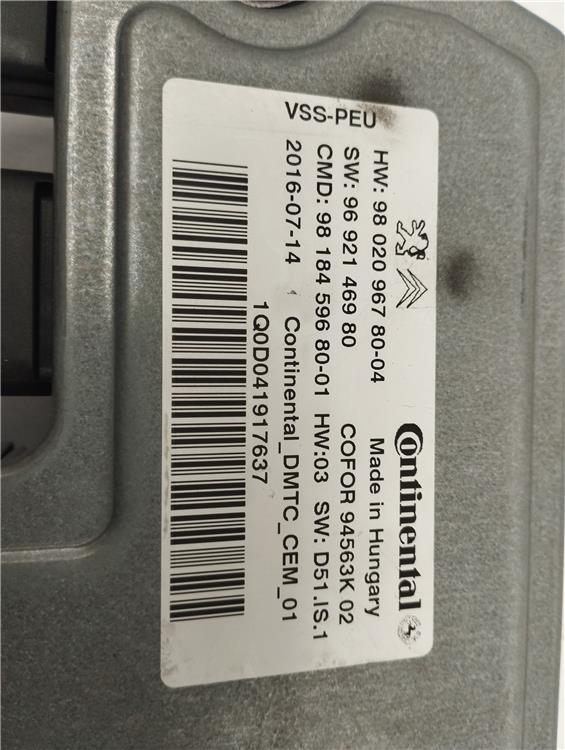 VSS-PEU
Continental
HW: 98 020 967 80-04 Made in Hungary
SW: 96 921 469 80 COFOR 94563K 02
CMD: 98 184 596 80-01 HW:03 SW: D51.IS.1
2016-07-14 Continental_DMTC_CEM_01
1Q0D041917637